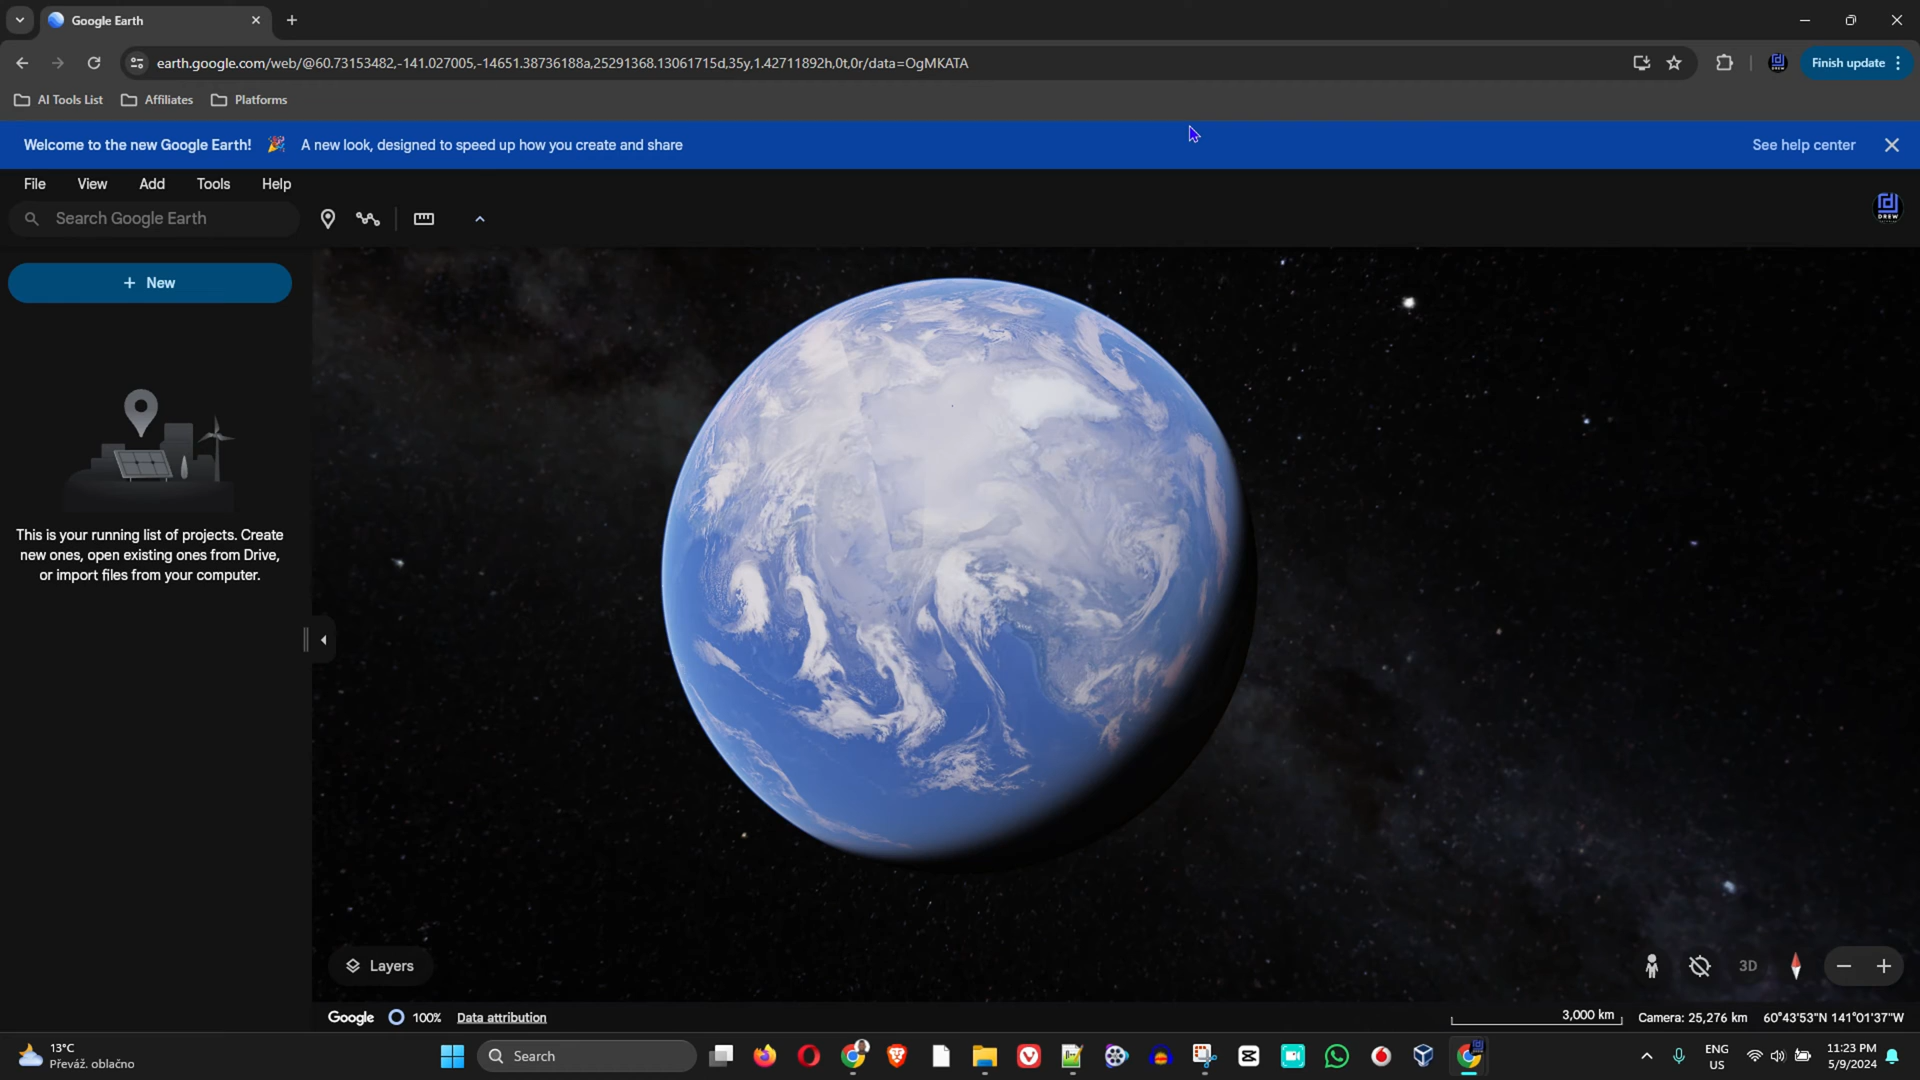 Google Earth
earth.google.com/web/@60.73153482,-141.027005,-14651.38736188a,25291368.13061715d,35y,1.42711892h,0t,0r/data=OgMKATA
Finish update
AI Tools List
Affiliates
Platforms
Welcome to the new Google Earth! 🎉 A new look, designed to speed up how you create and share
See help center
File
View
Add
Tools
Help
Search Google Earth
DREW
+ New
This is your running list of projects. Create
new ones, open existing ones from Drive,
or import files from your computer.
Layers
3D
Google
100%
Data attribution
3,000 km
Camera: 25,276 km
60°43'53"N 141°01'37"W
13°C
Převáž. oblačno
Search
ENG
US
11:23 PM
5/9/2024